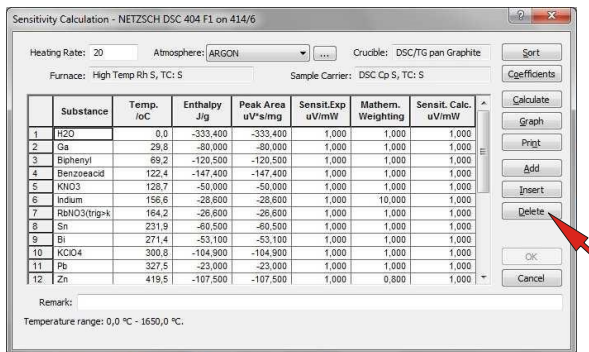 Sensitivity Calculation - NETZSCH DSC 404 F1 on 414/6
Heating Rate: 20 Atmosphere: ARGON ... Crucible: DSC/TG pan Graphite Sort
Furnace: High Temp Rh S, TC: S Sample Carrier: DSC Cp S, TC: S Coefficients
Substance Temp. /oC Enthalpy J/g Peak Area uV*s/mg Sensit.Exp uV/mW Mathem. Weighting Sensit. Calc. uV/mW Calculate
Graph
1 H2O 0,0 -333,400 -333,400 1,000 1,000 1,000
2 Ga 29,8 -80,000 -80,000 1,000 1,000 1,000 Print
3 Biphenyl 69,2 -120,500 -120,500 1,000 1,000 1,000
4 Benzoeacid 122,4 -147,400 -147,400 1,000 1,000 1,000 Add
5 KNO3 128,7 -50,000 -50,000 1,000 1,000 1,000 Insert
6 Indium 156,6 -28,600 -28,600 1,000 10,000 1,000
7 RbNO3(trig>k 164,2 -26,600 -26,600 1,000 1,000 1,000 Delete
8 Sn 231,9 -60,500 -60,500 1,000 1,000 1,000
9 Bi 271,4 -53,100 -53,100 1,000 1,000 1,000
10 KClO4 300,8 -104,900 -104,900 1,000 1,000 1,000 OK
11 Pb 327,5 -23,000 -23,000 1,000 1,000 1,000
12 Zn 419,5 -107,500 -107,500 1,000 0,800 1,000 Cancel
Remark:
Temperature range: 0,0 ºC - 1650,0 ºC.